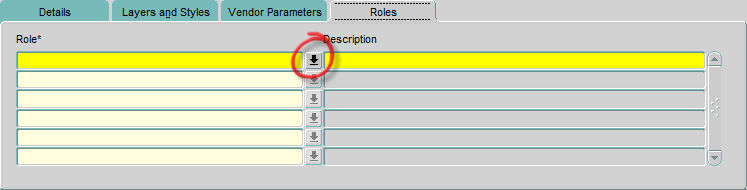 Details Layers and Styles Vendor Parameters Roles
Role* Description